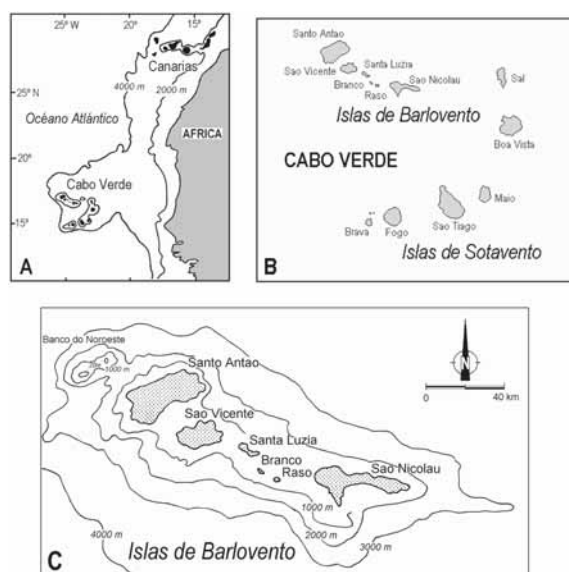 25° W 20° 15°
Canarias
4000 m
2000 m
25° N
Océano Atlántico
AFRICA
20°
Cabo Verde
15°
A
Santo Antao
Sao Vicente
Santa Luzia
Branco
Raso
Sao Nicolau
Sal
Islas de Barlovento
Boa Vista
CABO VERDE
Maio
Brava
Fogo
Sao Tiago
Islas de Sotavento
B
Banco do Noroeste
1000 m
Santo Antao
Sao Vicente
Santa Luzia
Branco
Raso
Sao Nicolau
N
0 40 km
1000 m
2000 m
3000 m
4000 m
Islas de Barlovento
C